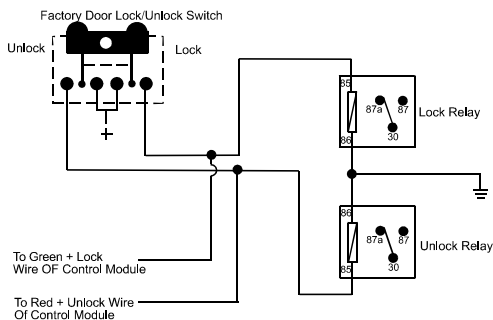 Factory Door Lock/Unlock Switch
Unlock
Lock
+
85
87a
87
Lock Relay
86
30
86
87a
87
Unlock Relay
30
85
To Green + Lock
Wire OF Control Module
To Red + Unlock Wire
Of Control Module